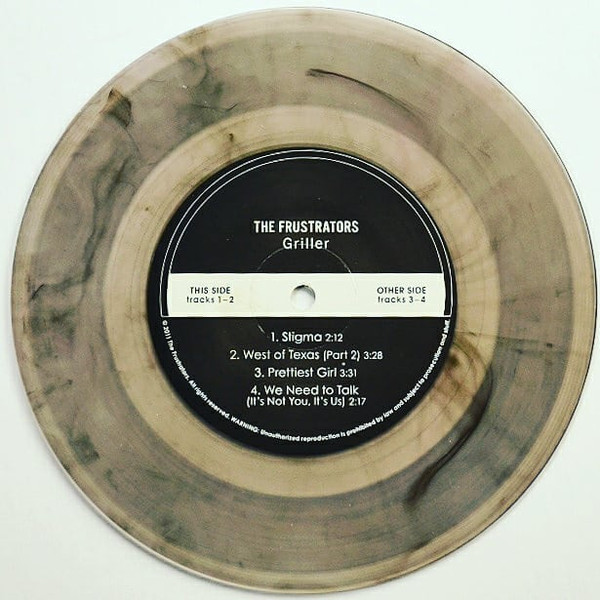 THE FRUSTRATORS
Griller
THIS SIDE
tracks 1–2
OTHER SIDE
tracks 3–4
1. Stigma 2:12
2. West of Texas (Part 2) 3:28
3. Prettiest Girl 3:31
4. We Need to Talk
(It's Not You, It's Us) 2:17
© 2011 The Frustrators. All rights reserved. WARNING: Unauthorized reproduction is prohibited by law and subject to prosecution and stuff.